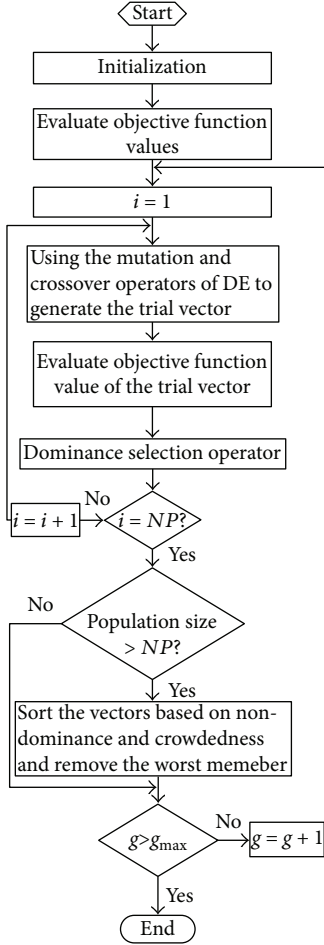 Start
Initialization
Evaluate objective function
values
i = 1
Using the mutation and
crossover operators of DE to
generate the trial vector
Evaluate objective function
value of the trial vector
Dominance selection operator
No
i = i + 1
i = NP?
Yes
No
Population size
> NP?
Yes
Sort the vectors based on non-
dominance and crowdedness
and remove the worst memeber
g>gmax
No
g = g + 1
Yes
End